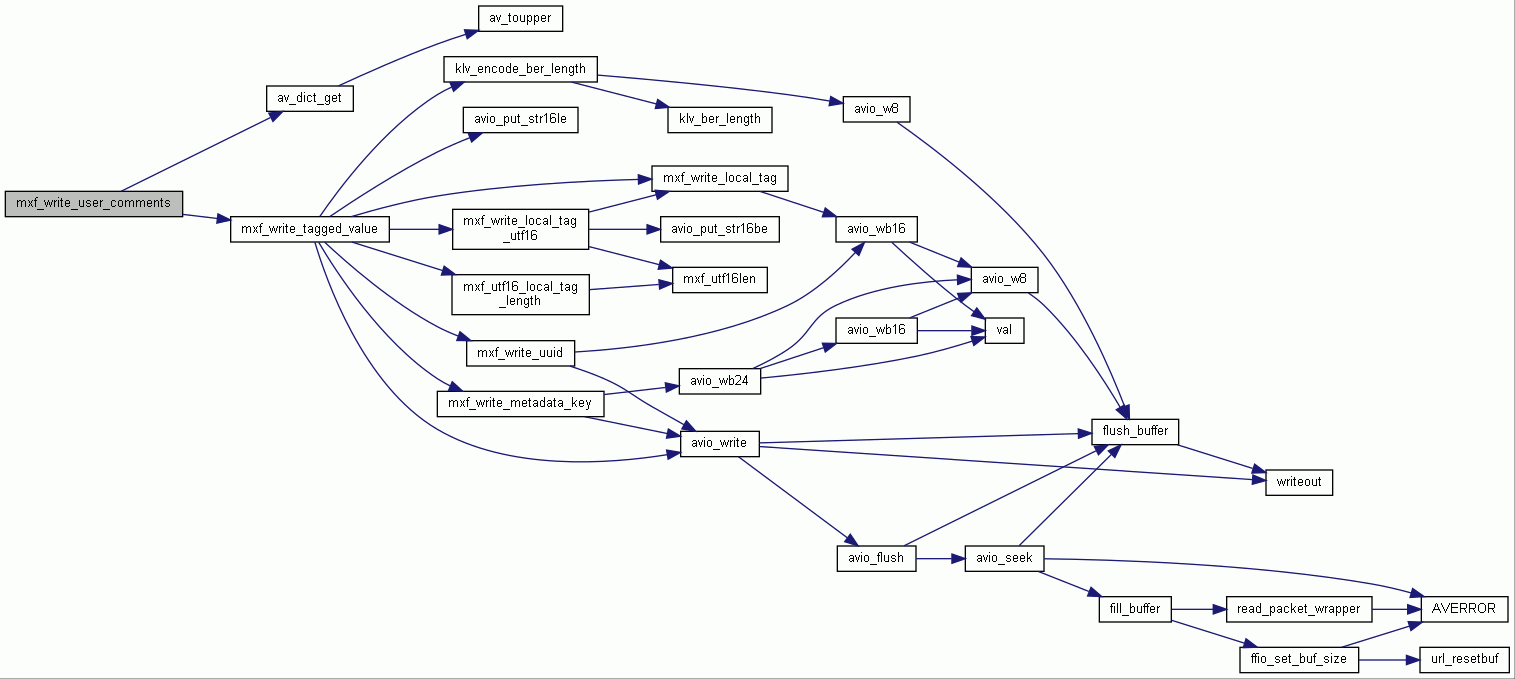 av_toupper
klv_encode_ber_length
av_dict_get
avio_w8
avio_put_str16le
klv_ber_length
mxf_write_local_tag
mxf_write_user_comments
mxf_write_tagged_value
mxf_write_local_tag
_utf16
avio_put_str16be
avio_wb16
mxf_utf16len
avio_w8
mxf_utf16_local_tag
_length
avio_wb16
val
mxf_write_uuid
avio_wb24
mxf_write_metadata_key
flush_buffer
avio_write
writeout
avio_flush
avio_seek
fill_buffer
read_packet_wrapper
AVERROR
ffio_set_buf_size
url_resetbuf